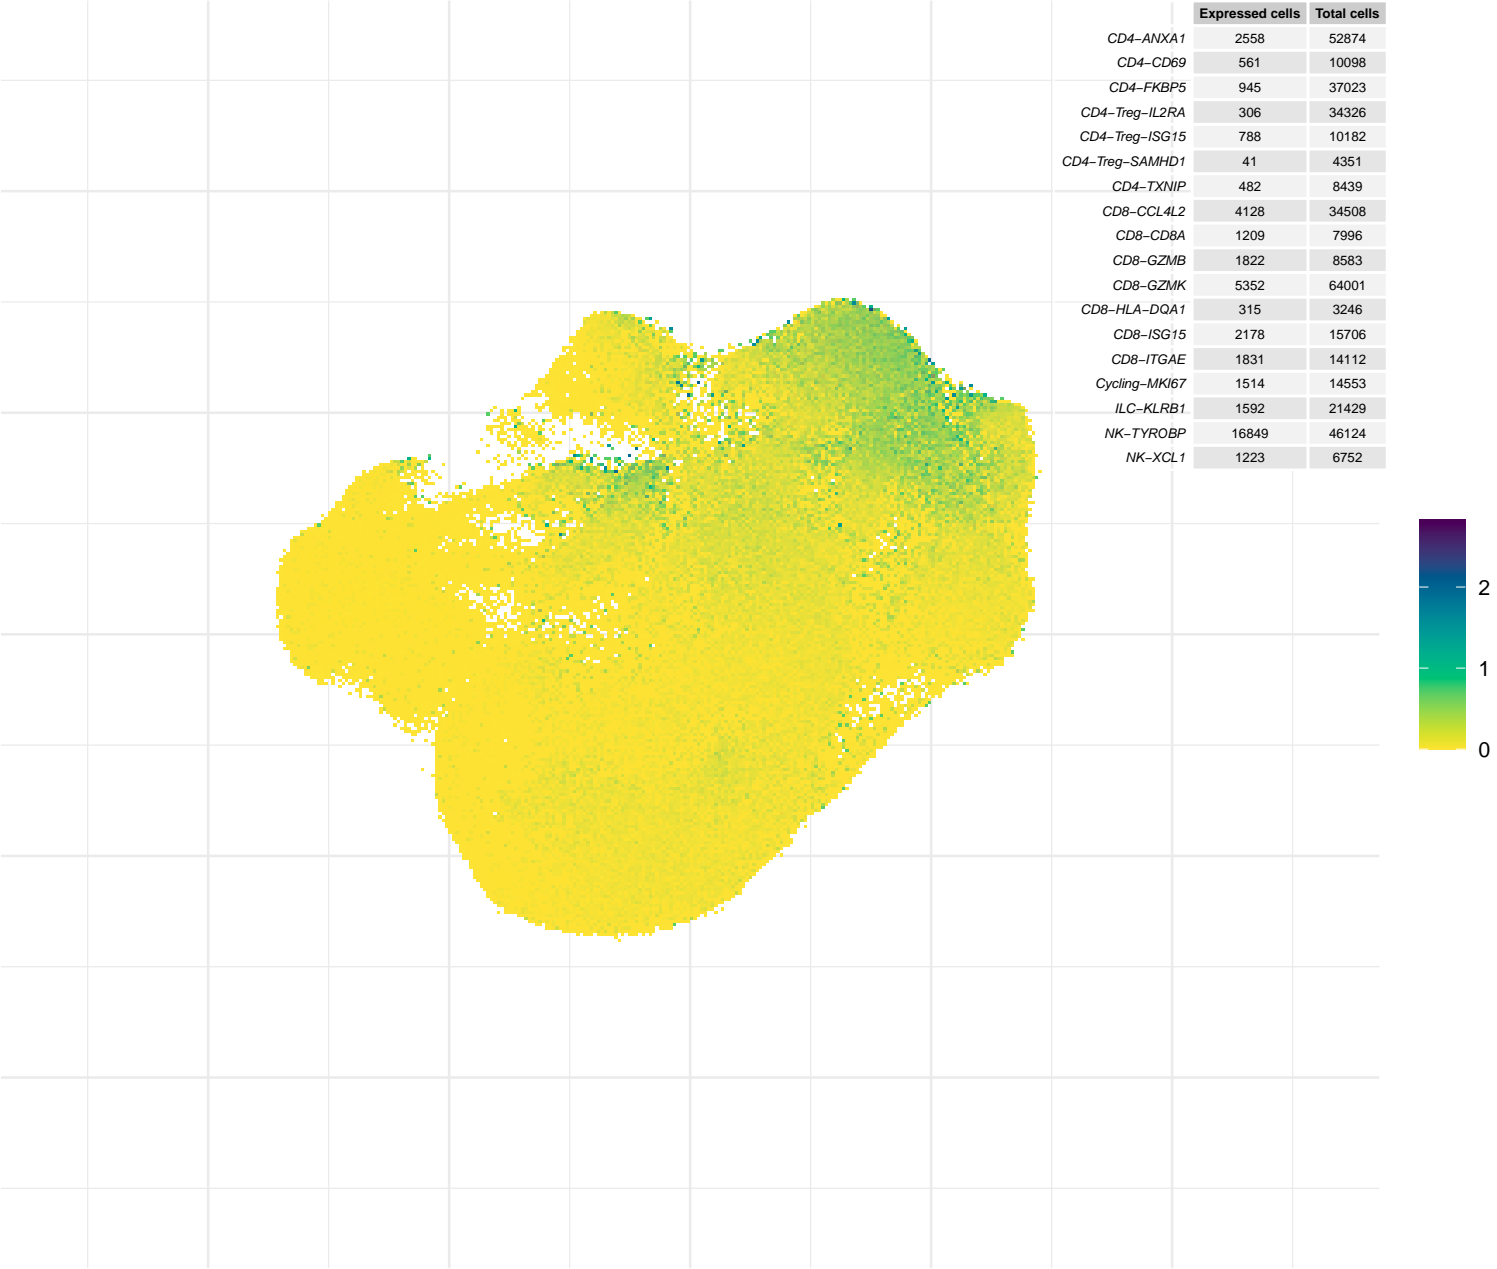 Expressed cells Total cells
CD4−ANXA1 2558 52874
CD4−CD69 561 10098
CD4−FKBP5 945 37023
CD4−Treg−IL2RA 306 34326
CD4−Treg−ISG15 788 10182
CD4−Treg−SAMHD1 41 4351
CD4−TXNIP 482 8439
CD8−CCL4L2 4128 34508
CD8−CD8A 1209 7996
CD8−GZMB 1822 8583
CD8−GZMK 5352 64001
CD8−HLA−DQA1 315 3246
CD8−ISG15 2178 15706
CD8−ITGAE 1831 14112
Cycling−MKI67 1514 14553
ILC−KLRB1 1592 21429
NK−TYROBP 16849 46124
NK−XCL1 1223 6752
2
1
0